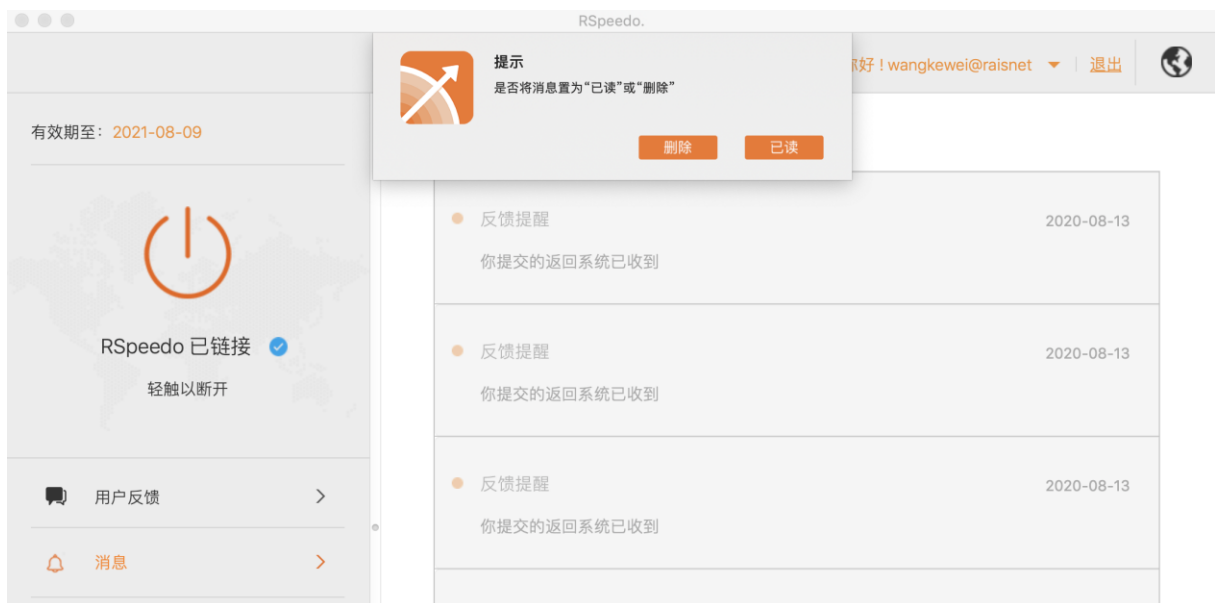 RSpeedo.
提示
是否将消息置为“已读”或“删除”
删除
已读
好！wangkewei@raisnet
退出
有效期至：2021-08-09
RSpeedo 已链接
轻触以断开
用户反馈
消息
反馈提醒
2020-08-13
你提交的返回系统已收到
反馈提醒
2020-08-13
你提交的返回系统已收到
反馈提醒
2020-08-13
你提交的返回系统已收到